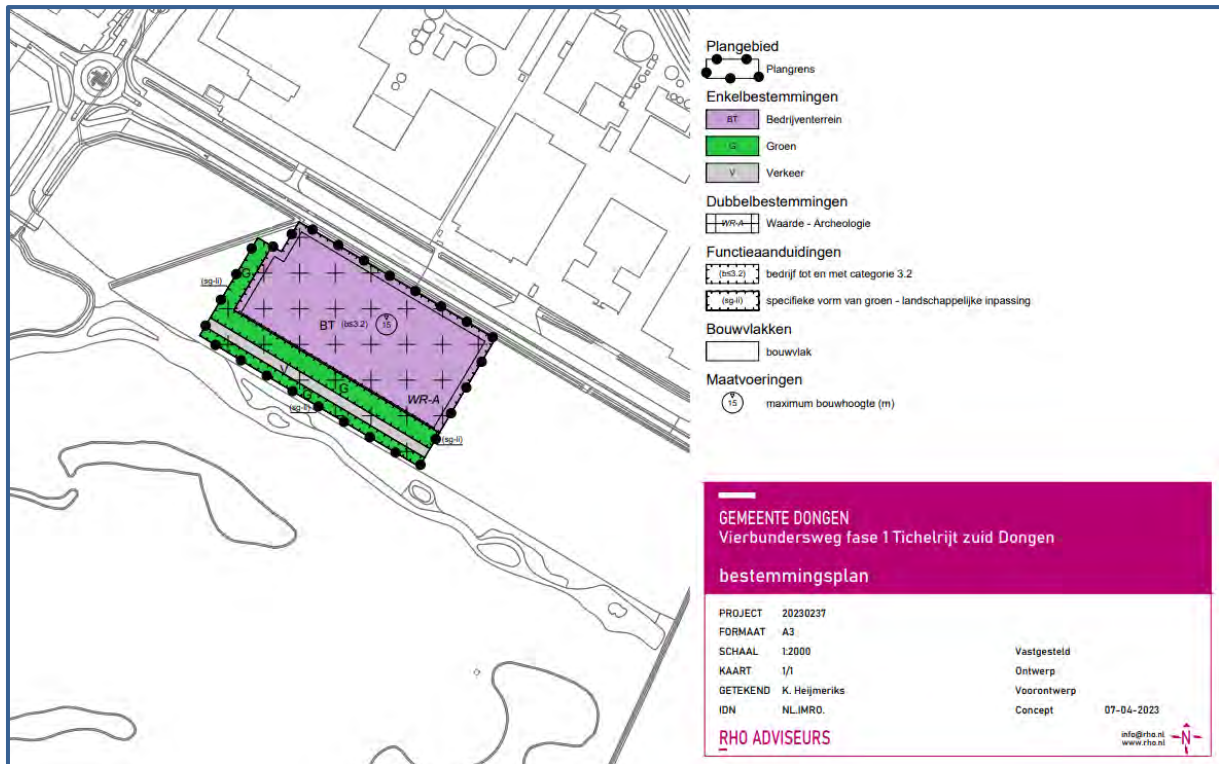 Plangebied
Plangrens
Enkelbestemmingen
BT Bedrijventerrein
G Groen
V Verkeer
Dubbelbestemmingen
WR-A Waarde - Archeologie
Functieaanduidingen
(b≤3.2) bedrijf tot en met categorie 3.2
(sg-li) specifieke vorm van groen - landschappelijke inpassing
Bouwvlakken
bouwvlak
Maatvoeringen
15 maximum bouwhoogte (m)
G
(sg-li)
BT (b≤3.2) 15
V
G
WR-A
(sg-li)
G
(sg-li)
GEMEENTE DONGEN
Vierbundersweg fase 1 Tichelrijt zuid Dongen
bestemmingsplan
PROJECT 20230237
FORMAAT A3
SCHAAL 1:2000 Vastgesteld
KAART 1/1 Ontwerp
GETEKEND K. Heijmeriks Voorontwerp
IDN NL.IMRO. Concept 07-04-2023
RHO ADVISEURS
info@rho.nl
www.rho.nl
N